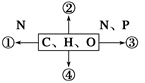 ②
N N、P
① C、H、O ③
④